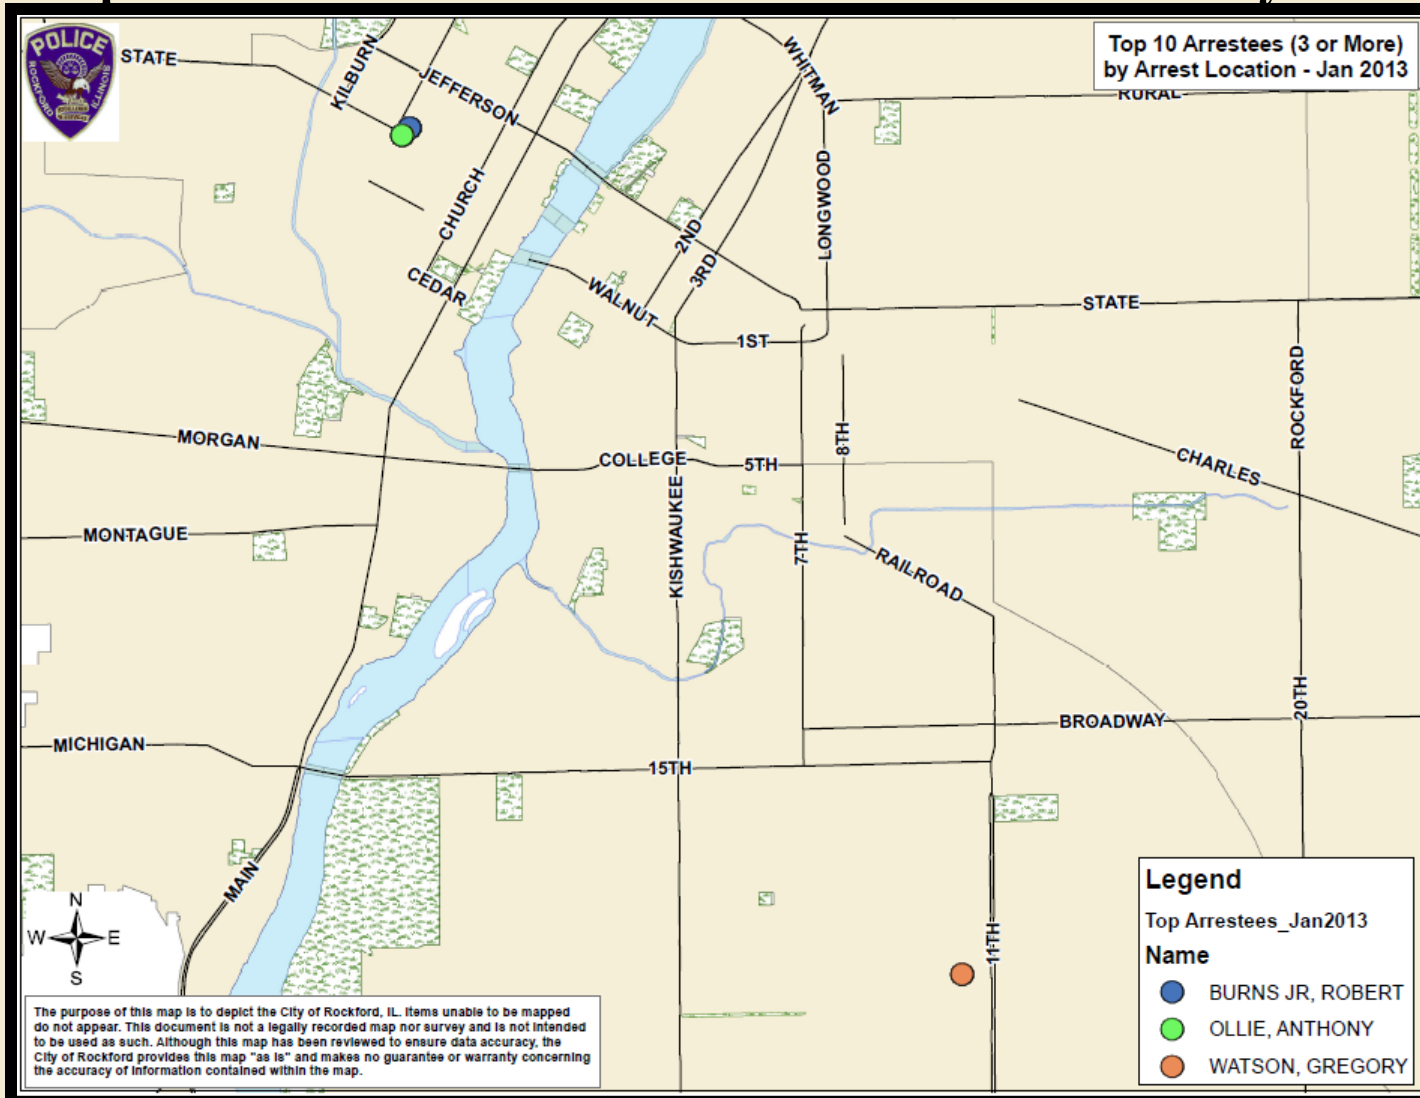 POLICE
ROCKFORD
ILLINOIS
Top 10 Arrestees (3 or More)
by Arrest Location - Jan 2013
STATE
KILBURN
JEFFERSON
WHITMAN
RURAL
CHURCH
LONGWOOD
2ND
3RD
CEDAR
WALNUT
STATE
1ST
ROCKFORD
MORGAN
COLLEGE
5TH
8TH
CHARLES
KISHWAUKEE
MONTAGUE
7TH
RAILROAD
20TH
BROADWAY
MICHIGAN
15TH
MAIN
11TH
N
W E
S
Legend
Top Arrestees_Jan2013
Name
BURNS JR, ROBERT
OLLIE, ANTHONY
WATSON, GREGORY
The purpose of this map is to depict the City of Rockford, IL. Items unable to be mapped
do not appear. This document is not a legally recorded map nor survey and is not intended
to be used as such. Although this map has been reviewed to ensure data accuracy, the
City of Rockford provides this map "as is" and makes no guarantee or warranty concerning
the accuracy of information contained within the map.